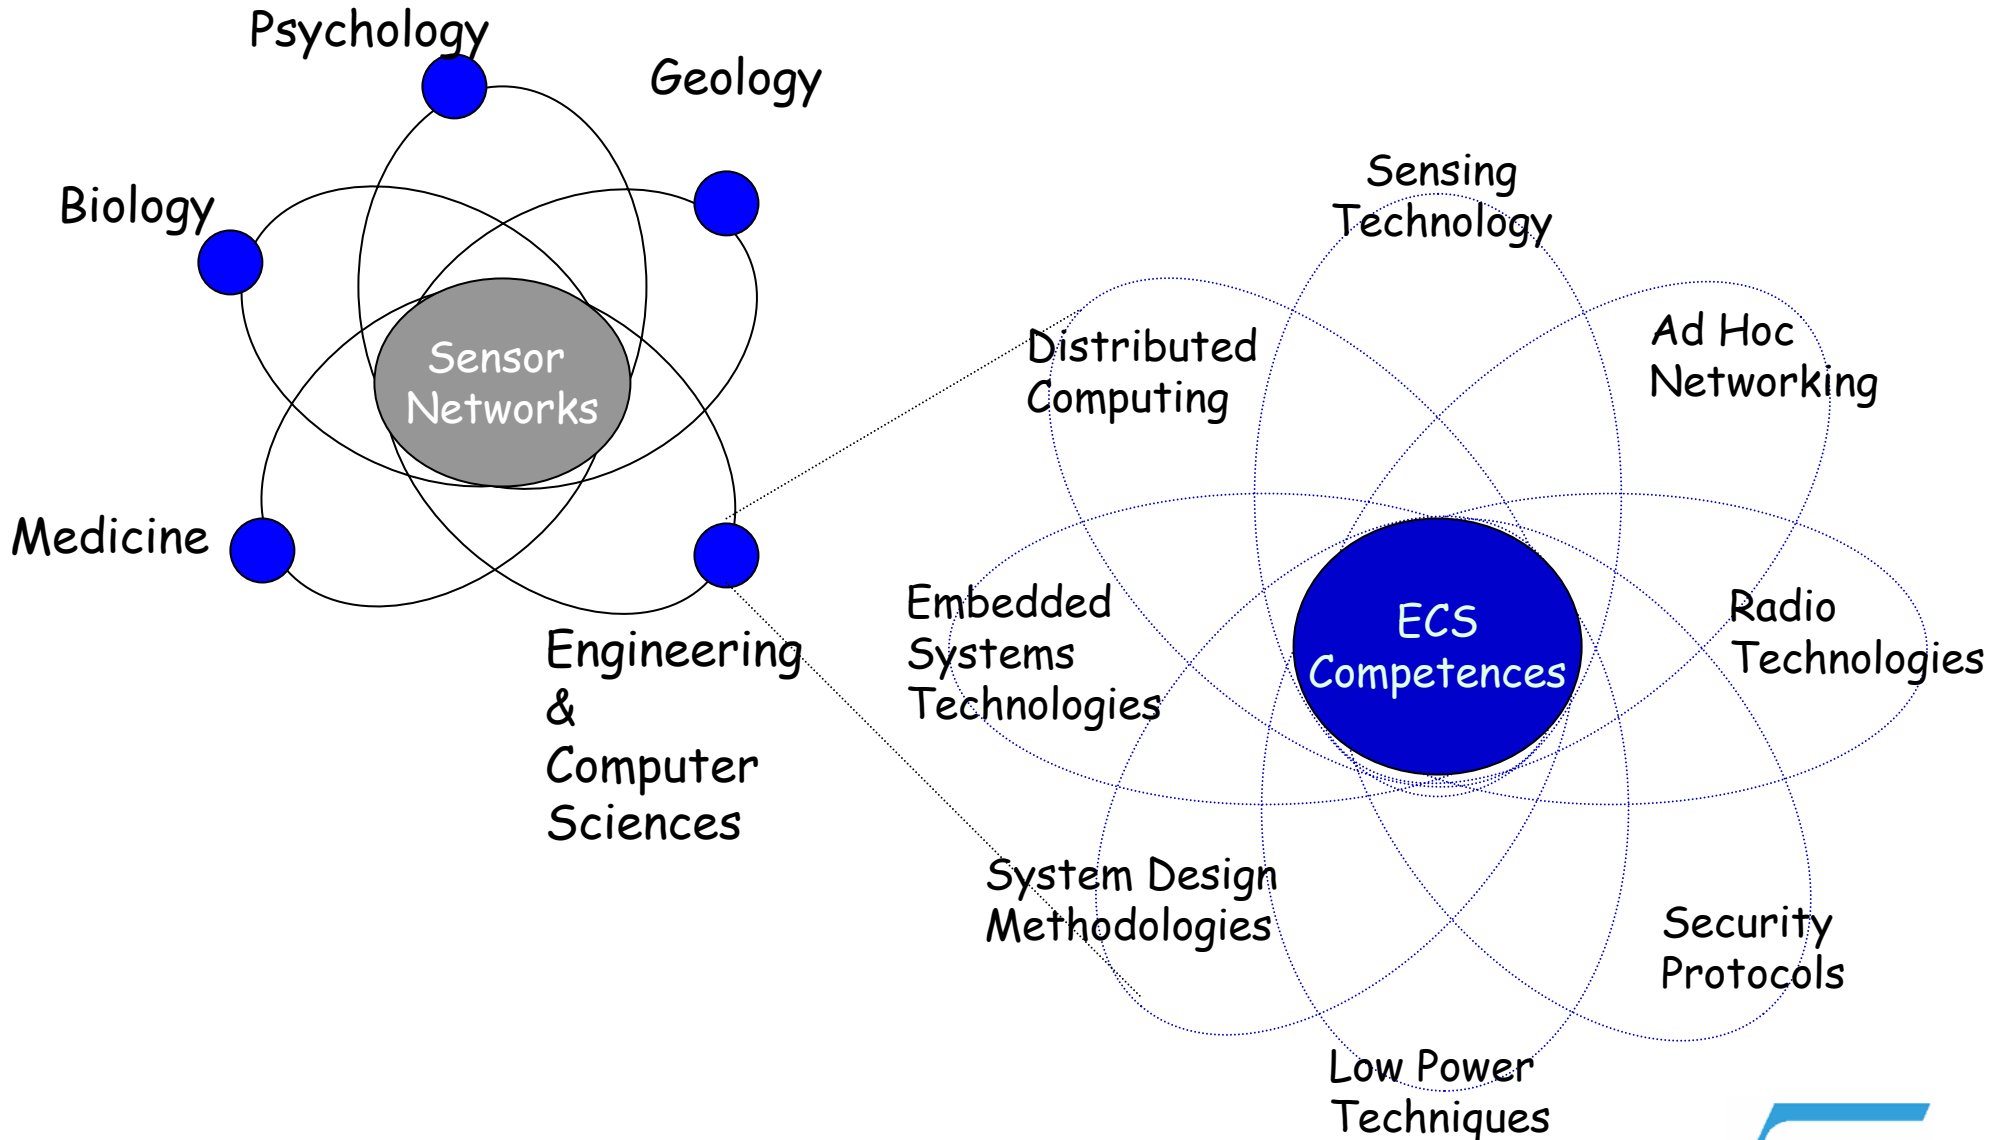 Psychology
Geology
Biology
Sensor
Networks
Medicine
Engineering
&
Computer
Sciences
Sensing
Technology
Distributed
Computing
Ad Hoc
Networking
Embedded
Systems
Technologies
ECS
Competences
Radio
Technologies
System Design
Methodologies
Security
Protocols
Low Power
Techniques